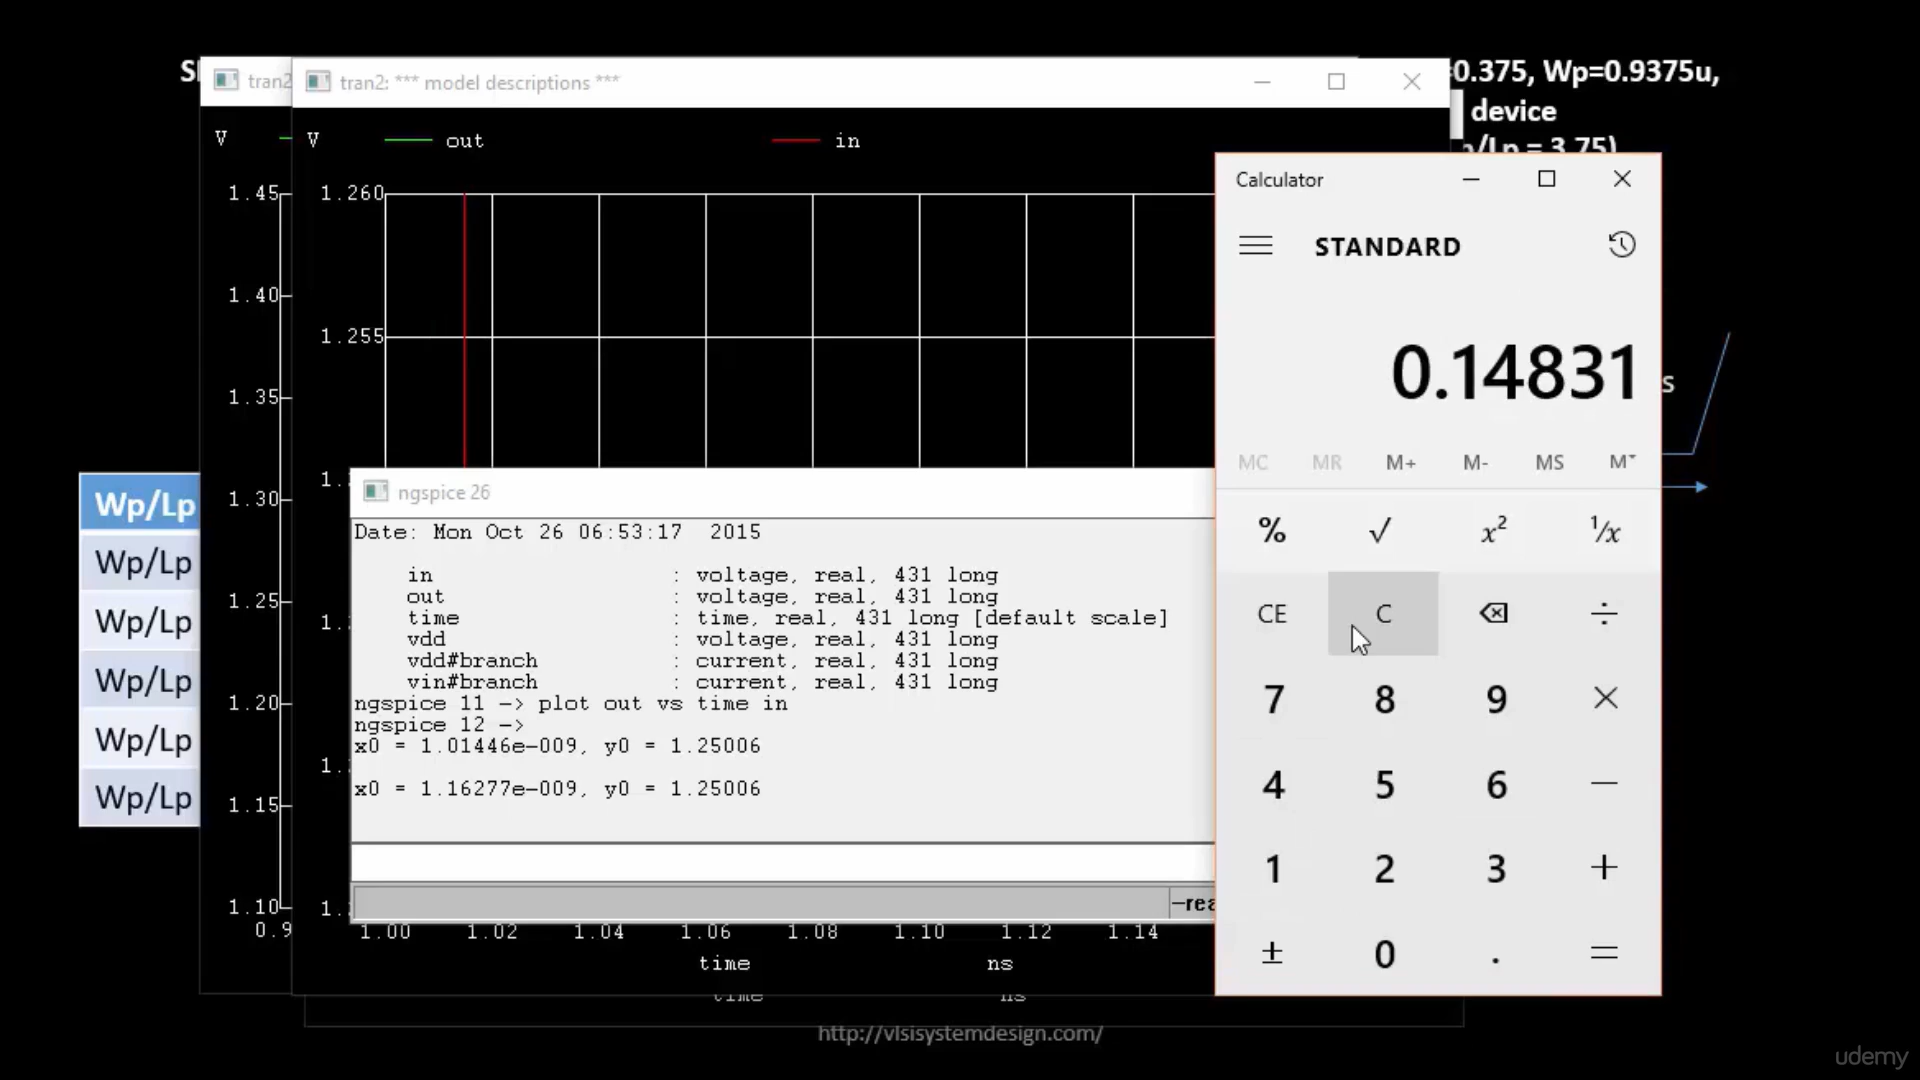 =0.375, Wp=0.9375u,
device
p/Lp = 3.75)
tran2
tran2: *** model descriptions ***
V
V
out
in
1.45
1.40
1.35
1.30
1.25
1.20
1.15
1.10
0.9
1.260
1.255
Wp/Lp
Wp/Lp
Wp/Lp
Wp/Lp
Wp/Lp
Wp/Lp
ngspice 26
Date: Mon Oct 26 06:53:17 2015
in : voltage, real, 431 long
out : voltage, real, 431 long
time : time, real, 431 long [default scale]
vdd : voltage, real, 431 long
vdd#branch : current, real, 431 long
vin#branch : current, real, 431 long
ngspice 11 -> plot out vs time in
ngspice 12 ->
x0 = 1.01446e-009, y0 = 1.25006
x0 = 1.16277e-009, y0 = 1.25006
1.00 1.02 1.04 1.06 1.08 1.10 1.12 1.14
time ns
time ns
Calculator
STANDARD
0.14831
s
MC MR M+ M- MS M˅
% √ x² ¹/x
CE C ⌫ ÷
7 8 9 ×
4 5 6 −
1 2 3 +
± 0 . =
http://vlsisystemdesign.com/
udemy